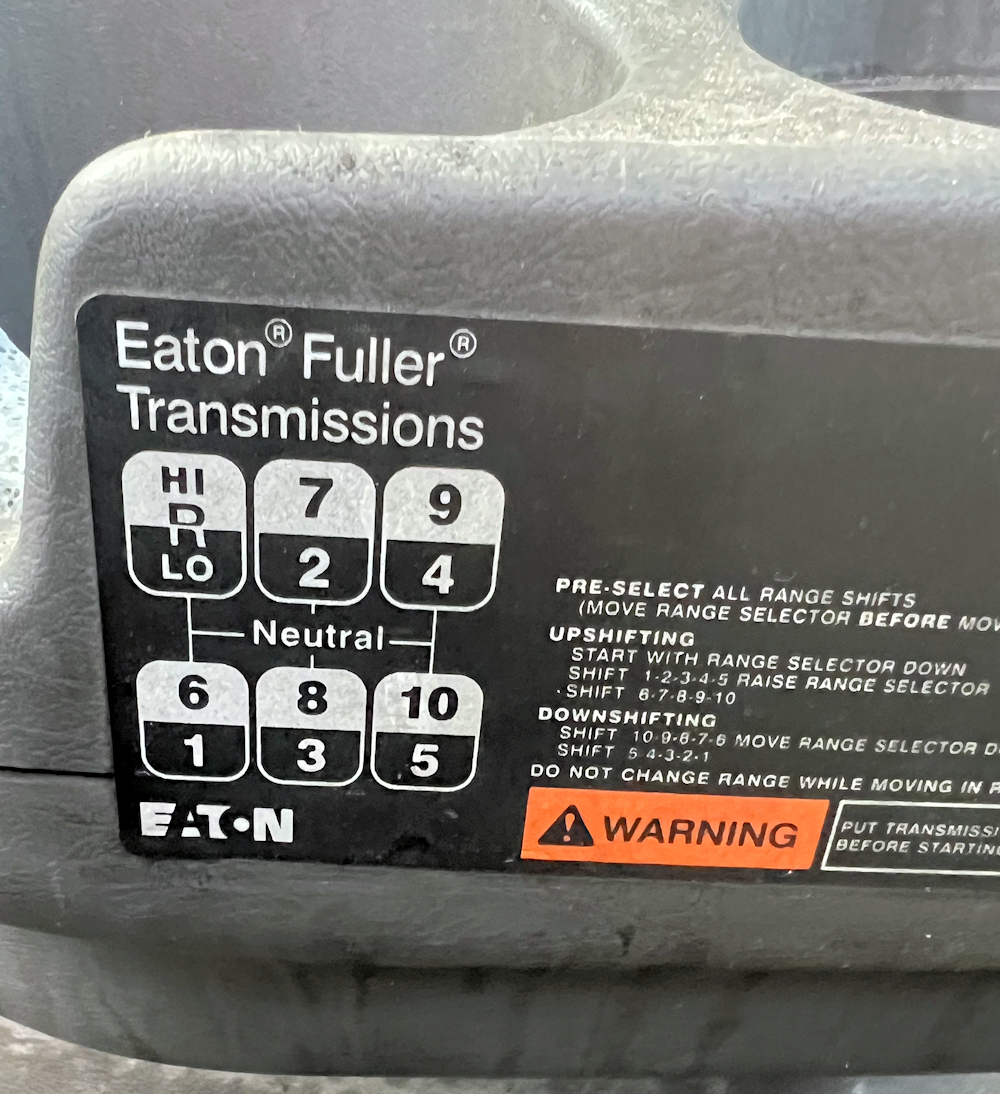 Eaton® Fuller®
Transmissions
HI 7 9
R
LO 2 4
Neutral
6 8 10
1 3 5
EATON
PRE-SELECT ALL RANGE SHIFTS
(MOVE RANGE SELECTOR BEFORE
UPSHIFTING
START WITH RANGE SELECTOR DOWN
SHIFT 1-2-3-4-5 RAISE RANGE SELECTOR
SHIFT 6-7-8-9-10
DOWNSHIFTING
SHIFT 10-9-8-7-6 MOVE RANGE SELECTOR
SHIFT 5-4-3-2-1
DO NOT CHANGE RANGE WHILE MOVING IN
WARNING
PUT
BEFORE